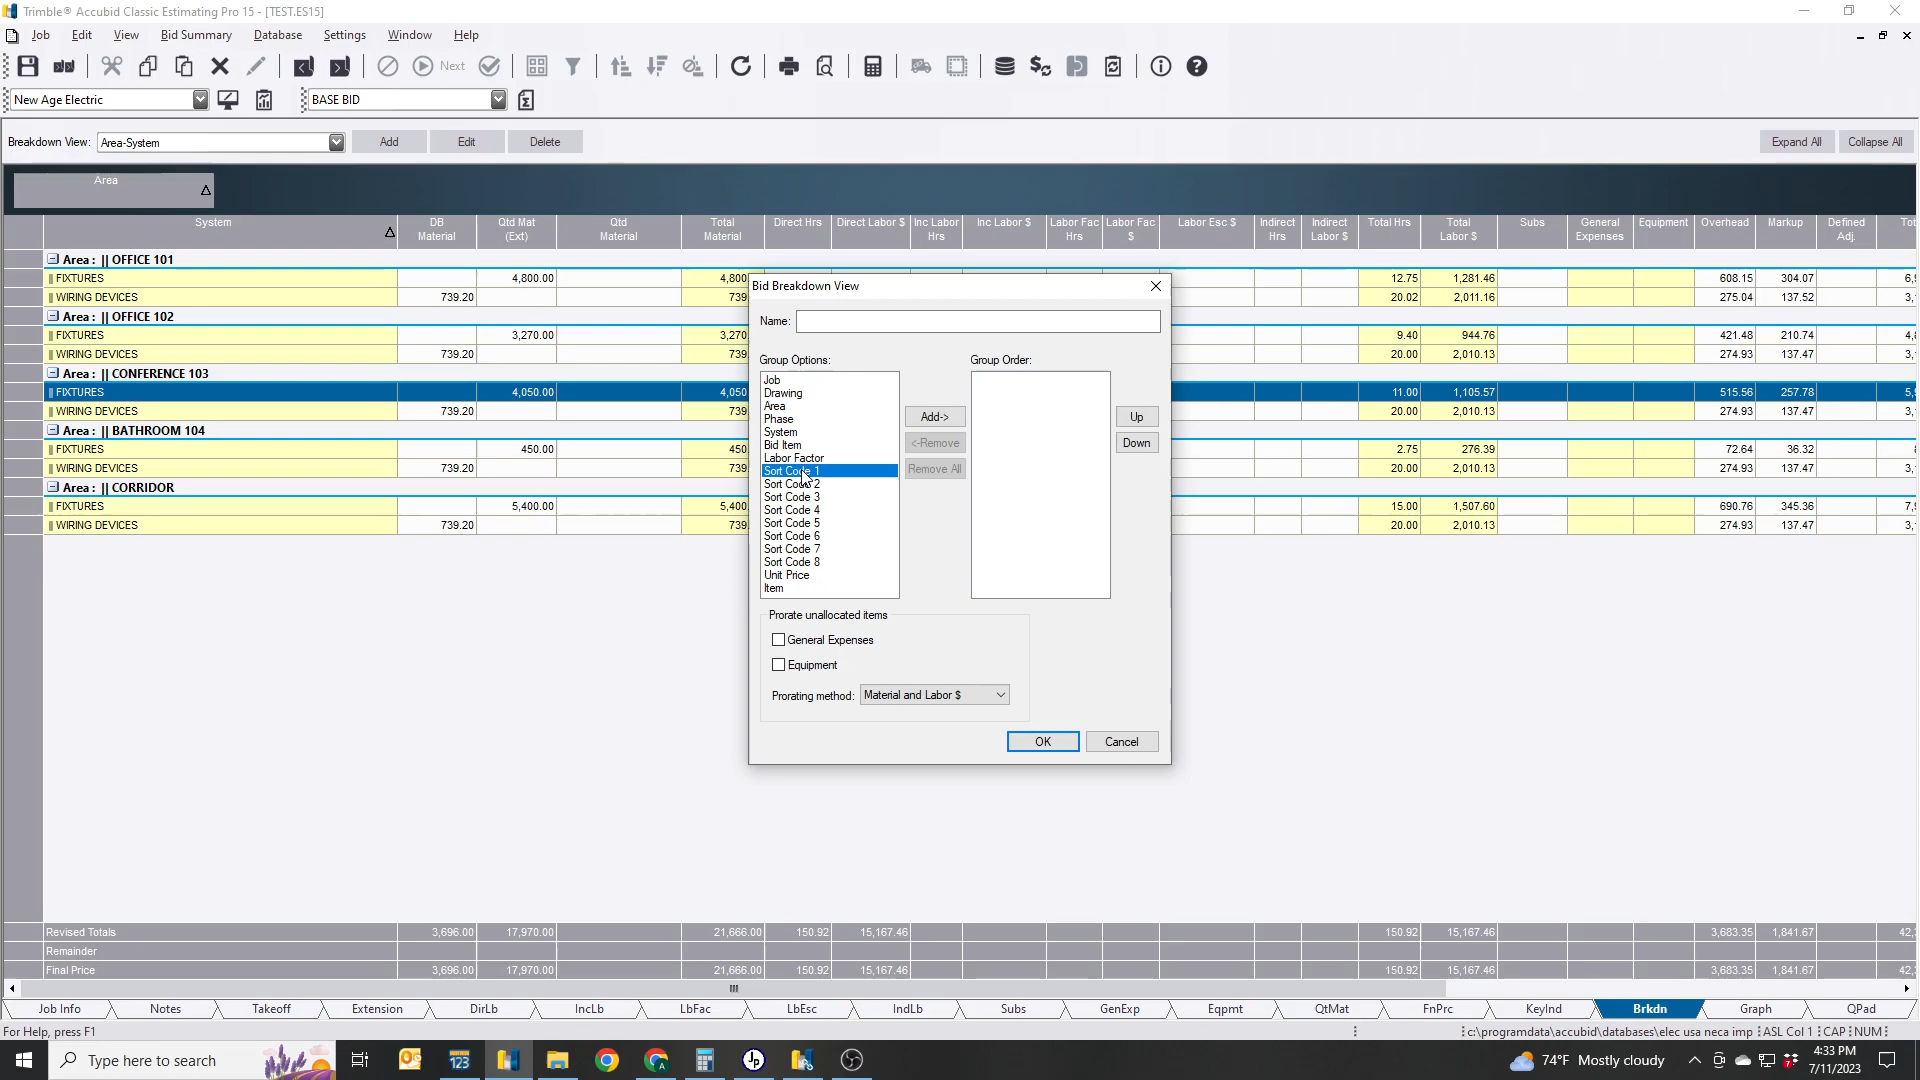 Trimble® Accubid Classic Estimating Pro 15 - [TEST.ES15]
Job Edit View Bid Summary Database Settings Window Help
Next
New Age Electric BASE BID
Breakdown View: Area-System Add Edit Delete Expand All Collapse All
Area
System DB Material Qtd Mat (Ext) Qtd Material Total Material Direct Hrs Direct Labor $ Inc Labor Hrs Inc Labor $ Labor Fac Hrs Labor Fac $ Labor Esc $ Indirect Hrs Indirect Labor $ Total Hrs Total Labor $ Subs General Expenses Equipment Overhead Markup Defined Adj.
Area : || OFFICE 101
FIXTURES 4,800.00 4,800 12.75 1,281.46 608.15 304.07
WIRING DEVICES 739.20 739 20.02 2,011.16 275.04 137.52
Area : || OFFICE 102
FIXTURES 3,270.00 3,270 9.40 944.76 421.48 210.74
WIRING DEVICES 739.20 739 20.00 2,010.13 274.93 137.47
Area : || CONFERENCE 103
FIXTURES 4,050.00 4,050 11.00 1,105.57 515.56 257.78
WIRING DEVICES 739.20 739 20.00 2,010.13 274.93 137.47
Area : || BATHROOM 104
FIXTURES 450.00 450 2.75 276.39 72.64 36.32
WIRING DEVICES 739.20 739 20.00 2,010.13 274.93 137.47
Area : || CORRIDOR
FIXTURES 5,400.00 5,400 15.00 1,507.60 690.76 345.36
WIRING DEVICES 739.20 739 20.00 2,010.13 274.93 137.47
Bid Breakdown View
Name:
Group Options: Group Order:
Job
Drawing
Area
Phase
System
Bid Item
Labor Factor
Sort Code 1
Sort Code 2
Sort Code 3
Sort Code 4
Sort Code 5
Sort Code 6
Sort Code 7
Sort Code 8
Unit Price
Item
Add->
<-Remove
Remove All
Up
Down
Prorate unallocated items
General Expenses
Equipment
Prorating method: Material and Labor $
OK Cancel
Revised Totals 3,696.00 17,970.00 21,666.00 150.92 15,167.46 150.92 15,167.46 3,683.35 1,841.67
Remainder
Final Price 3,696.00 17,970.00 21,666.00 150.92 15,167.46 150.92 15,167.46 3,683.35 1,841.67
Job Info Notes Takeoff Extension DirLb IncLb LbFac LbEsc IndLb Subs GenExp Eqpmt QtMat FnPrc KeyInd Brkdn Graph QPad
For Help, press F1 c:\programdata\accubid\databases\elec usa neca imp ASL Col 1 CAP NUM
Type here to search 74°F Mostly cloudy 4:33 PM
7/11/2023